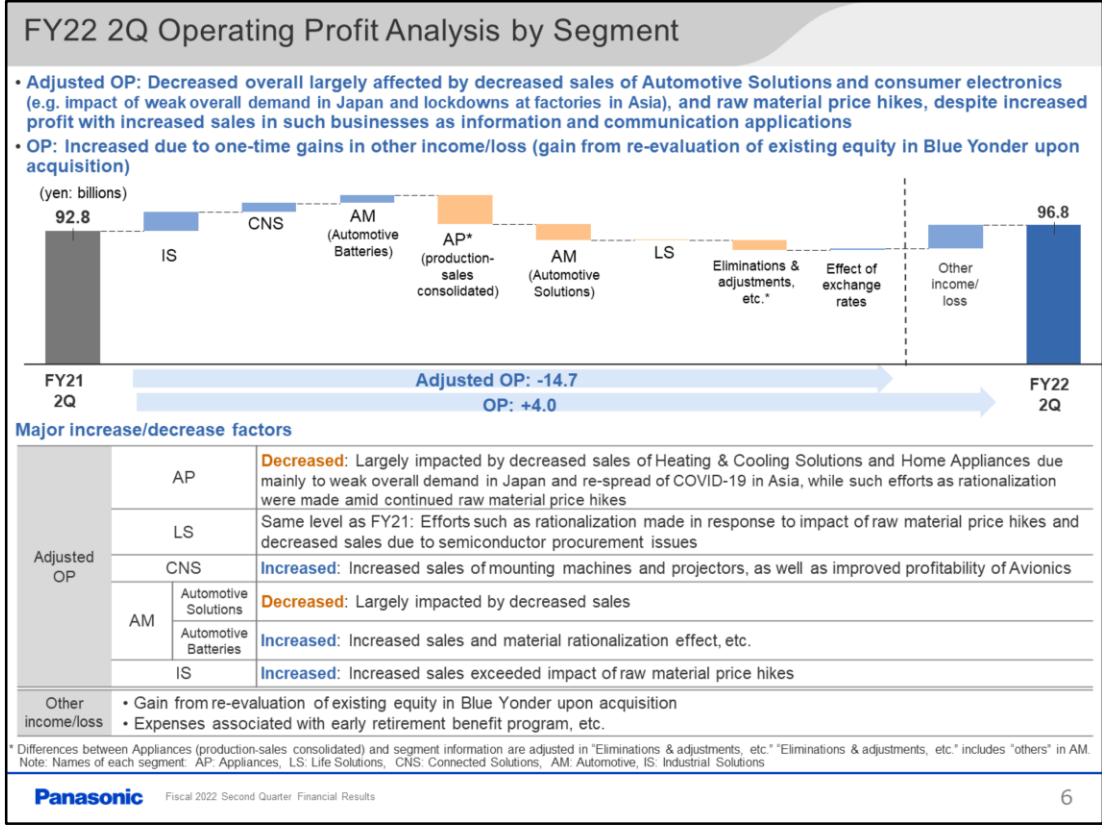 FY22 2Q Operating Profit Analysis by Segment
• Adjusted OP: Decreased overall largely affected by decreased sales of Automotive Solutions and consumer electronics
(e.g. impact of weak overall demand in Japan and lockdowns at factories in Asia), and raw material price hikes, despite increased
profit with increased sales in such businesses as information and communication applications
• OP: Increased due to one-time gains in other income/loss (gain from re-evaluation of existing equity in Blue Yonder upon
acquisition)
(yen: billions)
92.8
IS
CNS
AM
(Automotive
Batteries)
AP*
(production-
sales
consolidated)
AM
(Automotive
Solutions)
LS
Eliminations &
adjustments,
etc.*
Effect of
exchange
rates
Other
income/
loss
96.8
FY21
2Q
Adjusted OP: -14.7
OP: +4.0
FY22
2Q
Major increase/decrease factors
Adjusted
OP
AP
Decreased: Largely impacted by decreased sales of Heating & Cooling Solutions and Home Appliances due
mainly to weak overall demand in Japan and re-spread of COVID-19 in Asia, while such efforts as rationalization
were made amid continued raw material price hikes
LS
Same level as FY21: Efforts such as rationalization made in response to impact of raw material price hikes and
decreased sales due to semiconductor procurement issues
CNS
Increased: Increased sales of mounting machines and projectors, as well as improved profitability of Avionics
AM
Automotive
Solutions
Decreased: Largely impacted by decreased sales
Automotive
Batteries
Increased: Increased sales and material rationalization effect, etc.
IS
Increased: Increased sales exceeded impact of raw material price hikes
Other
income/loss
• Gain from re-evaluation of existing equity in Blue Yonder upon acquisition
• Expenses associated with early retirement benefit program, etc.
* Differences between Appliances (production-sales consolidated) and segment information are adjusted in "Eliminations & adjustments, etc." "Eliminations & adjustments, etc." includes "others" in AM.
Note: Names of each segment: AP: Appliances, LS: Life Solutions, CNS: Connected Solutions, AM: Automotive, IS: Industrial Solutions
Panasonic
Fiscal 2022 Second Quarter Financial Results
6